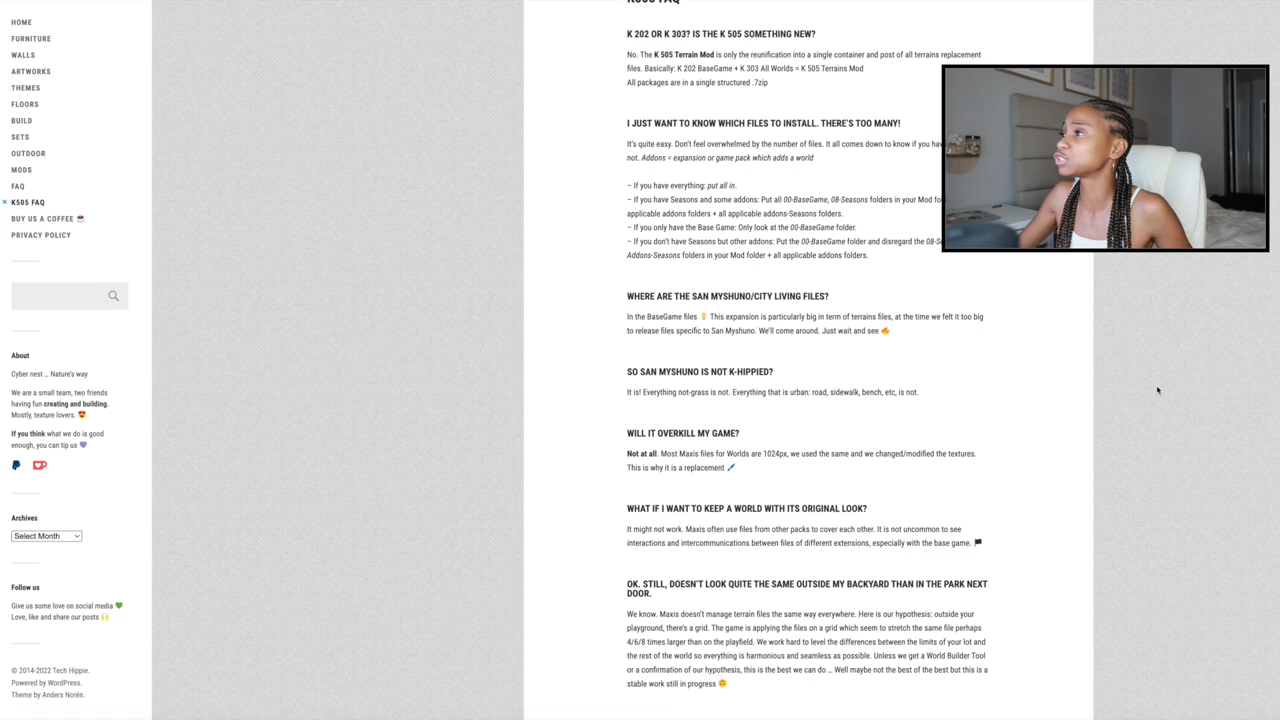 HOME
FURNITURE
WALLS
ARTWORKS
THEMES
FLOORS
BUILD
SETS
OUTDOOR
MODS
FAQ
× K505 FAQ
BUY US A COFFEE ☕
PRIVACY POLICY
About
Cyber nest ... Nature's way
We are a small team, two friends
having fun creating and building.
Mostly, texture lovers. 😍
If you think what we do is good
enough, you can tip us 💜
Archives
Select Month
Follow us
Give us some love on social media 💚
Love, like and share our posts 🙌
© 2014-2022 Tech Hippie.
Powered by WordPress.
Theme by Anders Norén.
K505 FAQ
K 202 OR K 303? IS THE K 505 SOMETHING NEW?
No. The K 505 Terrain Mod is only the reunification into a single container and post of all terrains replacement
files. Basically: K 202 BaseGame + K 303 All Worlds = K 505 Terrains Mod
All packages are in a single structured .7zip
I JUST WANT TO KNOW WHICH FILES TO INSTALL. THERE'S TOO MANY!
It's quite easy. Don't feel overwhelmed by the number of files. It all comes down to know if you
not. Addons = expansion or game pack which adds a world
– If you have everything: put all in.
– If you have Seasons and some addons: Put all 00-BaseGame, 08-Seasons folders in your Mod
applicable addons folders + all applicable addons-Seasons folders.
– If you only have the Base Game: Only look at the 00-BaseGame folder.
– If you don't have Seasons but other addons: Put the 00-BaseGame folder and disregard the
Addons-Seasons folders in your Mod folder + all applicable addons folders.
WHERE ARE THE SAN MYSHUNO/CITY LIVING FILES?
In the BaseGame files 💡 This expansion is particularly big in term of terrains files, at the time we felt it too big
to release files specific to San Myshuno. We'll come around. Just wait and see 🔥
SO SAN MYSHUNO IS NOT K-HIPPIED?
It is! Everything not-grass is not. Everything that is urban: road, sidewalk, bench, etc, is not.
WILL IT OVERKILL MY GAME?
Not at all. Most Maxis files for Worlds are 1024px, we used the same and we changed/modified the textures.
This is why it is a replacement 🖌️
WHAT IF I WANT TO KEEP A WORLD WITH ITS ORIGINAL LOOK?
It might not work. Maxis often use files from other packs to cover each other. It is not uncommon to see
interactions and intercommunications between files of different extensions, especially with the base game. 🏴
OK. STILL, DOESN'T LOOK QUITE THE SAME OUTSIDE MY BACKYARD THAN IN THE PARK NEXT
DOOR.
We know. Maxis doesn't manage terrain files the same way everywhere. Here is our hypothesis: outside your
playground, there's a grid. The game is applying the files on a grid which seem to stretch the same file perhaps
4/6/8 times larger than on the playfield. We work hard to level the differences between the limits of your lot and
the rest of the world so everything is harmonious and seamless as possible. Unless we get a World Builder Tool
or a confirmation of our hypothesis, this is the best we can do ... Well maybe not the best of the best but this is a
stable work still in progress 🙃